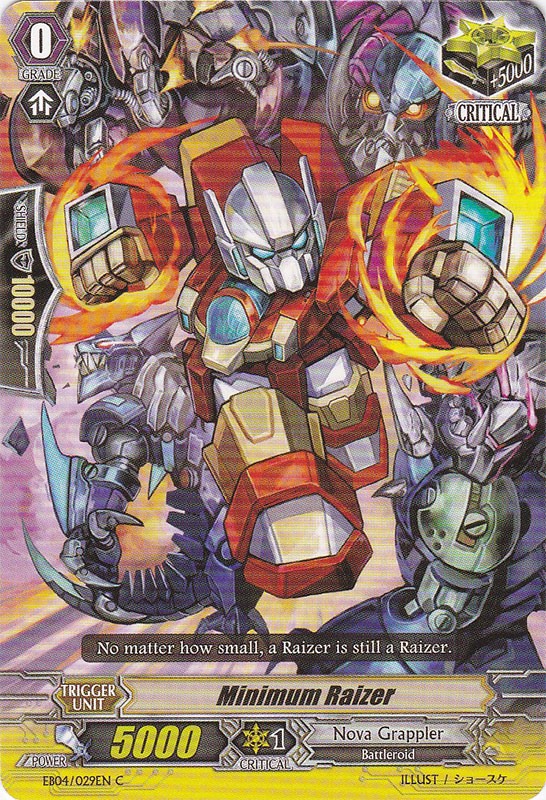 0
GRADE
+5000
CRITICAL
SHIELD
10000
No matter how small, a Raizer is still a Raizer.
TRIGGER
UNIT
Minimum Raizer
POWER
5000
1
CRITICAL
Nova Grappler
Battleroid
EB04/029EN C
ILLUST / ショースケ